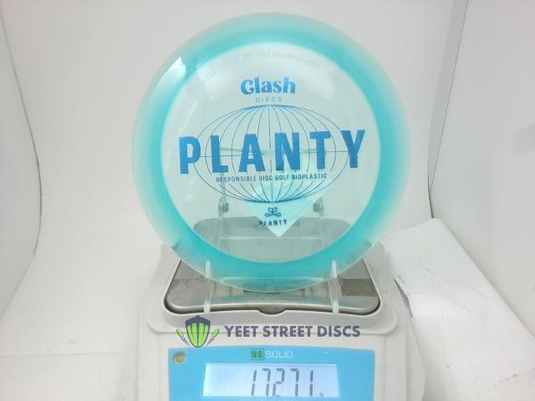 Clash
DISCS
PLANTY
RESPONSIBLE DISC GOLF BIOPLASTIC
PLANTY
YEET STREET DISCS
US SOLID
172.71